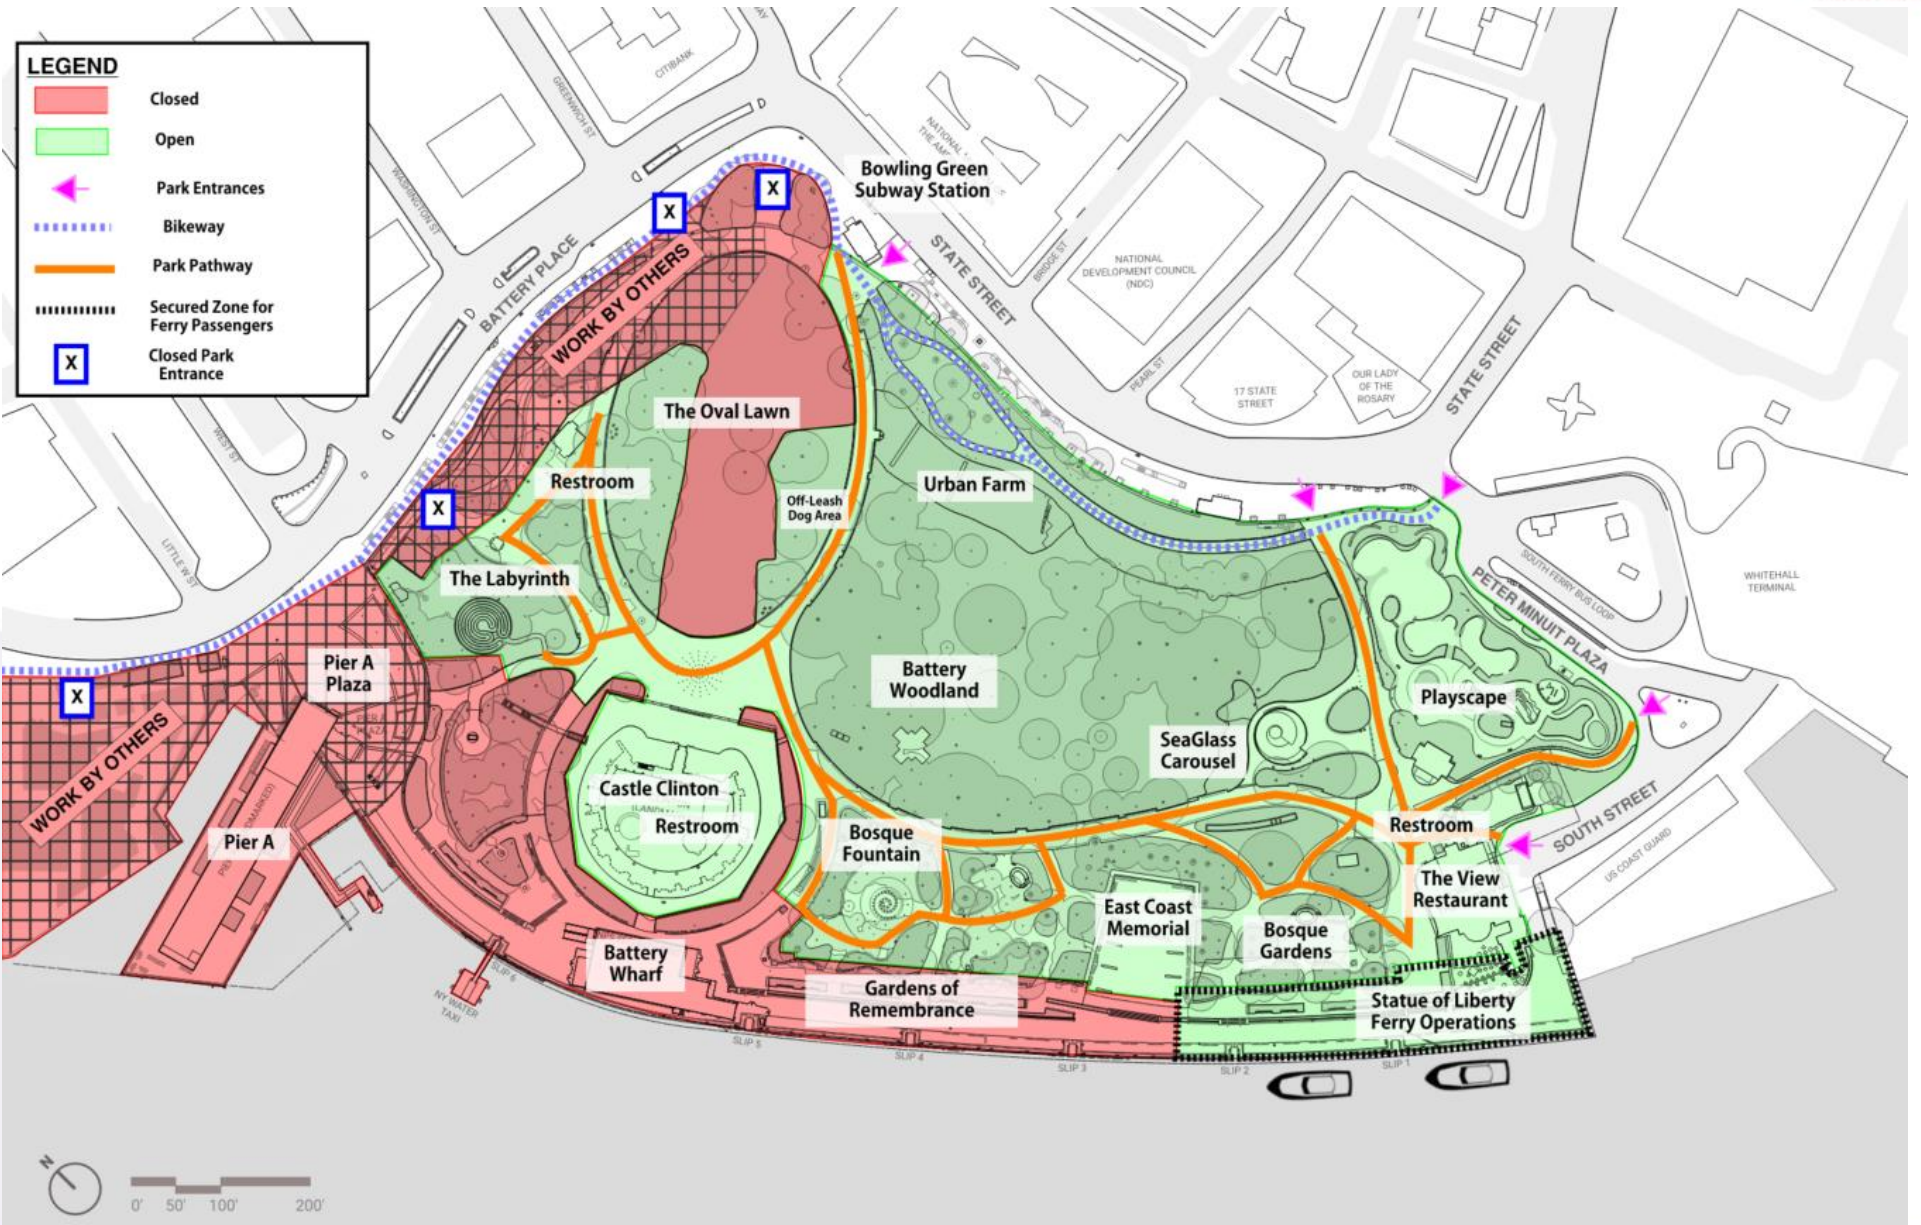 LEGEND
Closed
Open
Park Entrances
Bikeway
Park Pathway
Secured Zone for
Ferry Passengers
X
Closed Park
Entrance
CITIBANK
GREENWICH ST
WASHINGTON ST
BATTERY PLACE
WEST ST
LITTLE W ST
X
X
X
X
WORK BY OTHERS
WORK BY OTHERS
Bowling Green
Subway Station
STATE STREET
BRIDGE ST
NATIONAL
DEVELOPMENT COUNCIL
(NDC)
PEARL ST
17 STATE
STREET
OUR LADY
OF THE
ROSARY
STATE STREET
SOUTH FERRY BUS LOOP
WHITEHALL
TERMINAL
PETER MINUIT PLAZA
SOUTH STREET
US COAST GUARD
The Oval Lawn
Restroom
Off-Leash
Dog Area
Urban Farm
The Labyrinth
Pier A
Plaza
Battery
Woodland
Playscape
SeaGlass
Carousel
Castle Clinton
Restroom
Pier A
Bosque
Fountain
Restroom
The View
Restaurant
East Coast
Memorial
Bosque
Gardens
Battery
Wharf
Gardens of
Remembrance
Statue of Liberty
Ferry Operations
NY WATER
TAXI
SLIP 6
SLIP 5
SLIP 4
SLIP 3
SLIP 2
SLIP 1
N
0' 50' 100' 200'